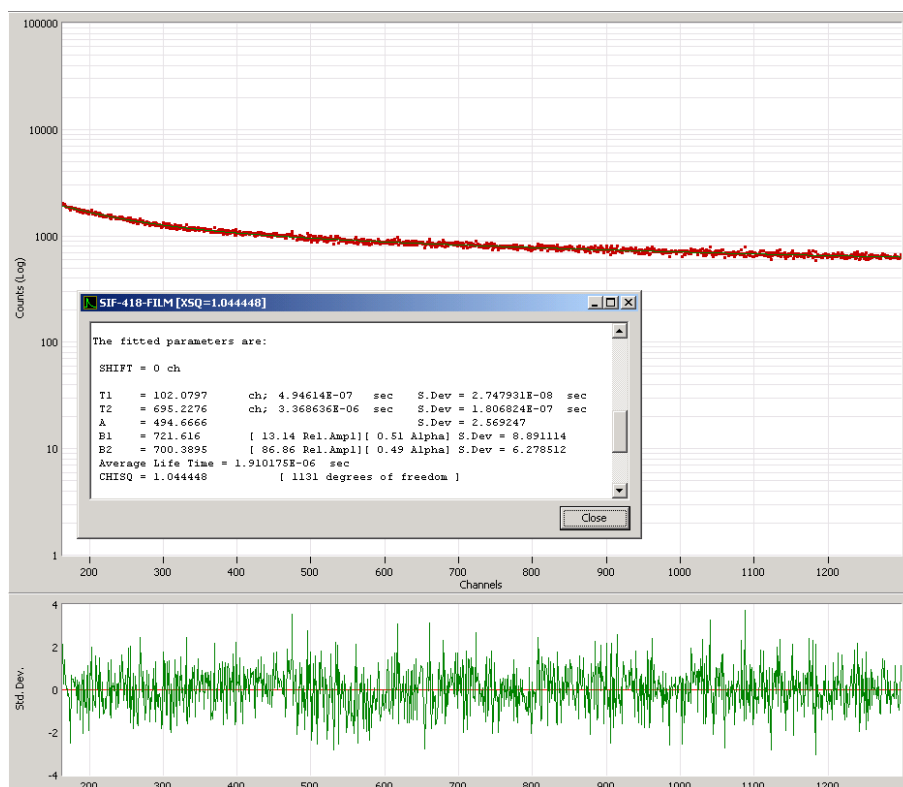 100000
10000
1000
100
10
1
Counts (Log)
SIF-418-FILM [XSQ=1.044448]
The fitted parameters are:
SHIFT = 0 ch
T1 = 102.0797 ch; 4.94614E-07 sec S.Dev = 2.747931E-08 sec
T2 = 695.2276 ch; 3.368636E-06 sec S.Dev = 1.806824E-07 sec
A = 494.6666 S.Dev = 2.569247
B1 = 721.616 [ 13.14 Rel.Ampl][ 0.51 Alpha] S.Dev = 8.891114
B2 = 700.3895 [ 86.86 Rel.Ampl][ 0.49 Alpha] S.Dev = 6.278512
Average Life Time = 1.910175E-06 sec
CHISQ = 1.044448 [ 1131 degrees of freedom ]
Close
200 300 400 500 600 700 800 900 1000 1100 1200
Channels
4
2
0
-2
-4
Std. Dev.
200 300 400 500 600 700 800 900 1000 1100 1200